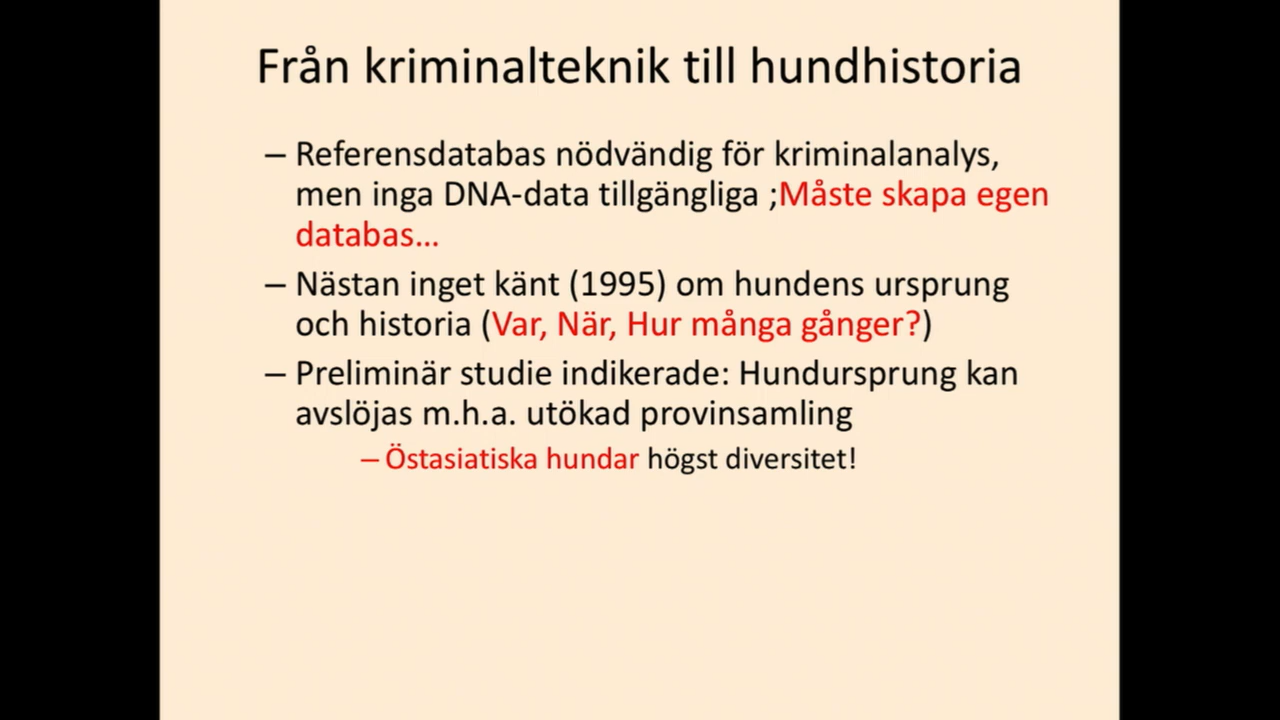 Från kriminalteknik till hundhistoria
– Referensdatabas nödvändig för kriminalanalys,
men inga DNA-data tillgängliga ;Måste skapa egen
databas…
– Nästan inget känt (1995) om hundens ursprung
och historia (Var, När, Hur många gånger?)
– Preliminär studie indikerade: Hundursprung kan
avslöjas m.h.a. utökad provinsamling
– Östasiatiska hundar högst diversitet!